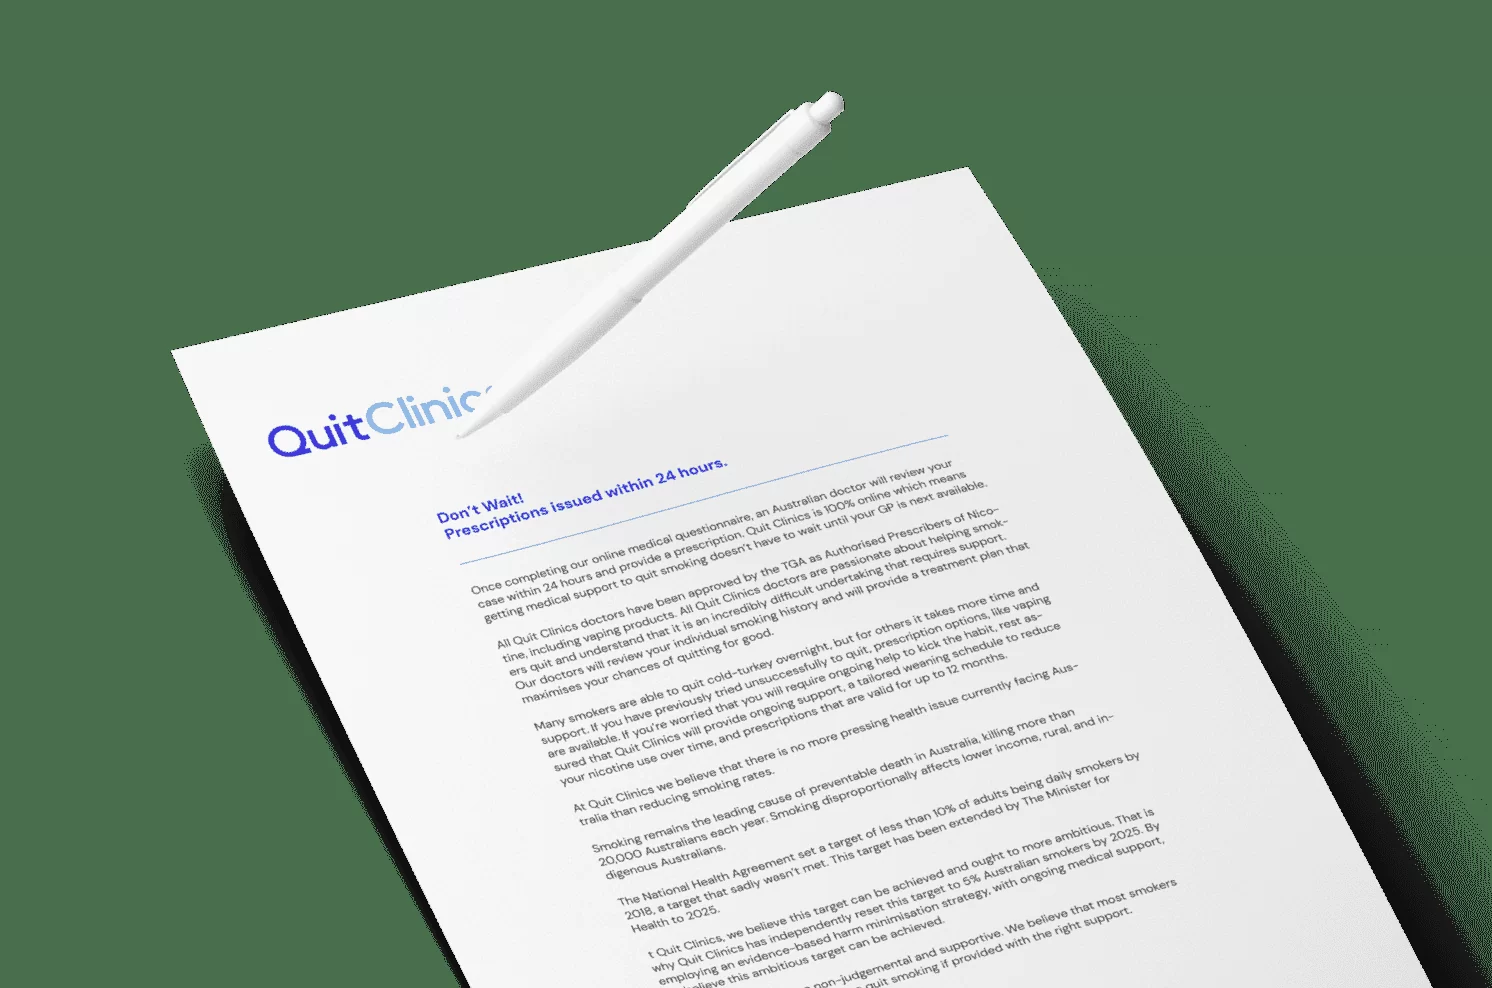 QuitClinics
Don't Wait!
Prescriptions issued within 24 hours.
Once completing our online medical questionnaire, an Australian doctor will review your
case within 24 hours and provide a prescription. Quit Clinics is 100% online which means
getting medical support to quit smoking doesn't have to wait until your GP is next available.
All Quit Clinics doctors have been approved by the TGA as Authorised Prescribers of Nico-
tine, including vaping products. All Quit Clinics doctors are passionate about helping smok-
ers quit and understand that it is an incredibly difficult undertaking that requires support.
Our doctors will review your individual smoking history and will provide a treatment plan that
maximises your chances of quitting for good.
Many smokers are able to quit cold-turkey overnight, but for others it takes more time and
support. If you have previously tried unsuccessfully to quit, prescription options, like vaping
are available. If you're worried that you will require ongoing help to kick the habit, rest as-
sured that Quit Clinics will provide ongoing support, a tailored weaning schedule to reduce
your nicotine use over time, and prescriptions that are valid for up to 12 months.
At Quit Clinics we believe that there is no more pressing health issue currently facing Aus-
tralia than reducing smoking rates.
Smoking remains the leading cause of preventable death in Australia, killing more than
20,000 Australians each year. Smoking disproportionally affects lower income, rural, and in-
digenous Australians.
The National Health Agreement set a target of less than 10% of adults being daily smokers by
2018, a target that sadly wasn't met. This target has been extended by The Minister for
Health to 2025.
t Quit Clinics, we believe this target can be achieved and ought to more ambitious. That is
why Quit Clinics has independently reset this target to 5% Australian smokers by 2025. By
employing an evidence-based harm minimisation strategy, with ongoing medical support,
believe this ambitious target can be achieved.
non-judgemental and supportive. We believe that most smokers
quit smoking if provided with the right support.